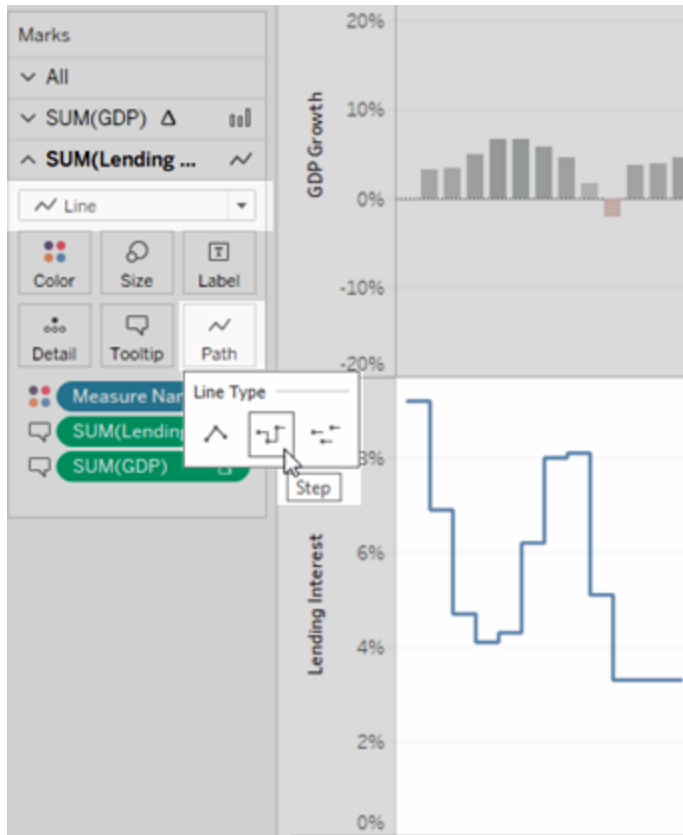 Marks
All
SUM(GDP) Δ
SUM(Lending ...
Line
Color Size Label
Detail Tooltip Path
Line Type
Measure Nar
SUM(Lending
SUM(GDP)
Step
20%
10%
0%
-10%
-20%
GDP Growth
8%
6%
4%
2%
0%
Lending Interest